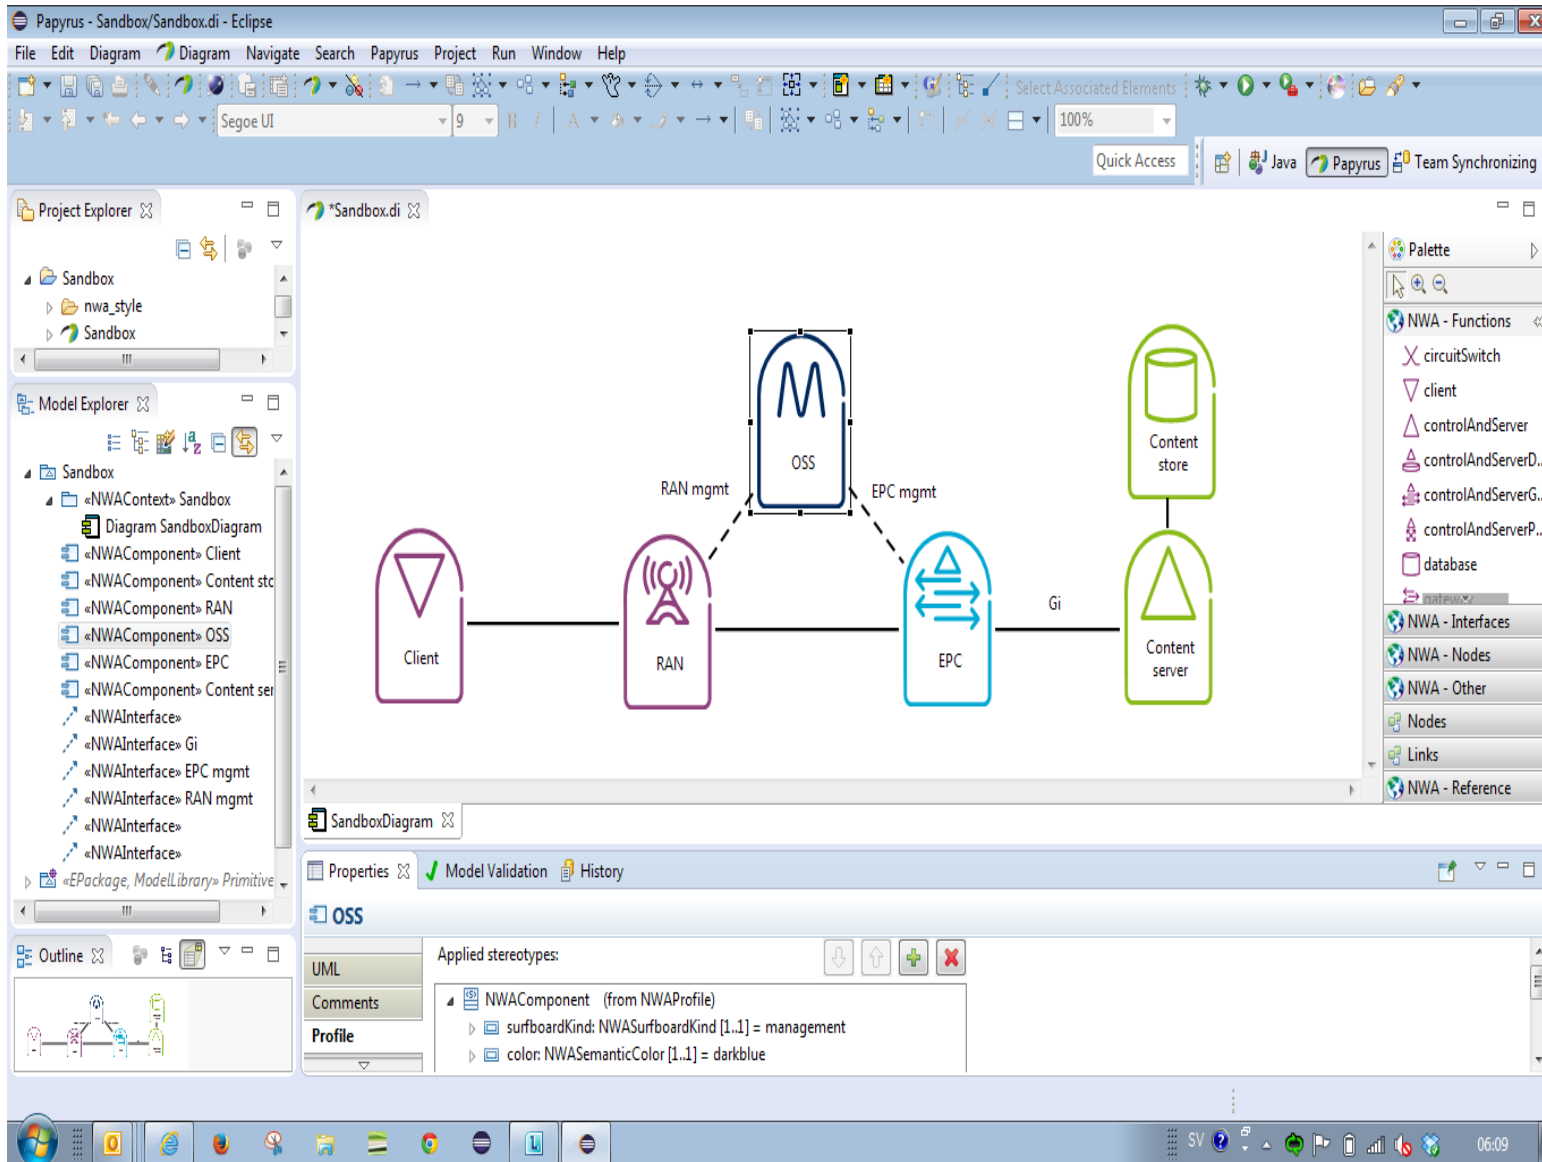 Papyrus - Sandbox/Sandbox.di - Eclipse
File Edit Diagram Diagram Navigate Search Papyrus Project Run Window Help
Select Associated Elements
Segoe UI 9 B I A 100%
Quick Access Java Papyrus Team Synchronizing
Project Explorer
Sandbox
nwa_style
Sandbox
Model Explorer
Sandbox
«NWAContext» Sandbox
Diagram SandboxDiagram
«NWAComponent» Client
«NWAComponent» Content stc
«NWAComponent» RAN
«NWAComponent» OSS
«NWAComponent» EPC
«NWAComponent» Content ser
«NWAInterface»
«NWAInterface» Gi
«NWAInterface» EPC mgmt
«NWAInterface» RAN mgmt
«NWAInterface»
«NWAInterface»
«EPackage, ModelLibrary» Primitive
Outline
*Sandbox.di
OSS
Content
store
RAN mgmt
EPC mgmt
Client
RAN
EPC
Gi
Content
server
Palette
NWA - Functions
circuitSwitch
client
controlAndServer
controlAndServerD..
controlAndServerG..
controlAndServerP..
database
gateway
NWA - Interfaces
NWA - Nodes
NWA - Other
Nodes
Links
NWA - Reference
SandboxDiagram
Properties Model Validation History
OSS
UML
Comments
Profile
Applied stereotypes:
NWAComponent (from NWAProfile)
surfboardKind: NWASurfboardKind [1..1] = management
color: NWASemanticColor [1..1] = darkblue
SV 06:09